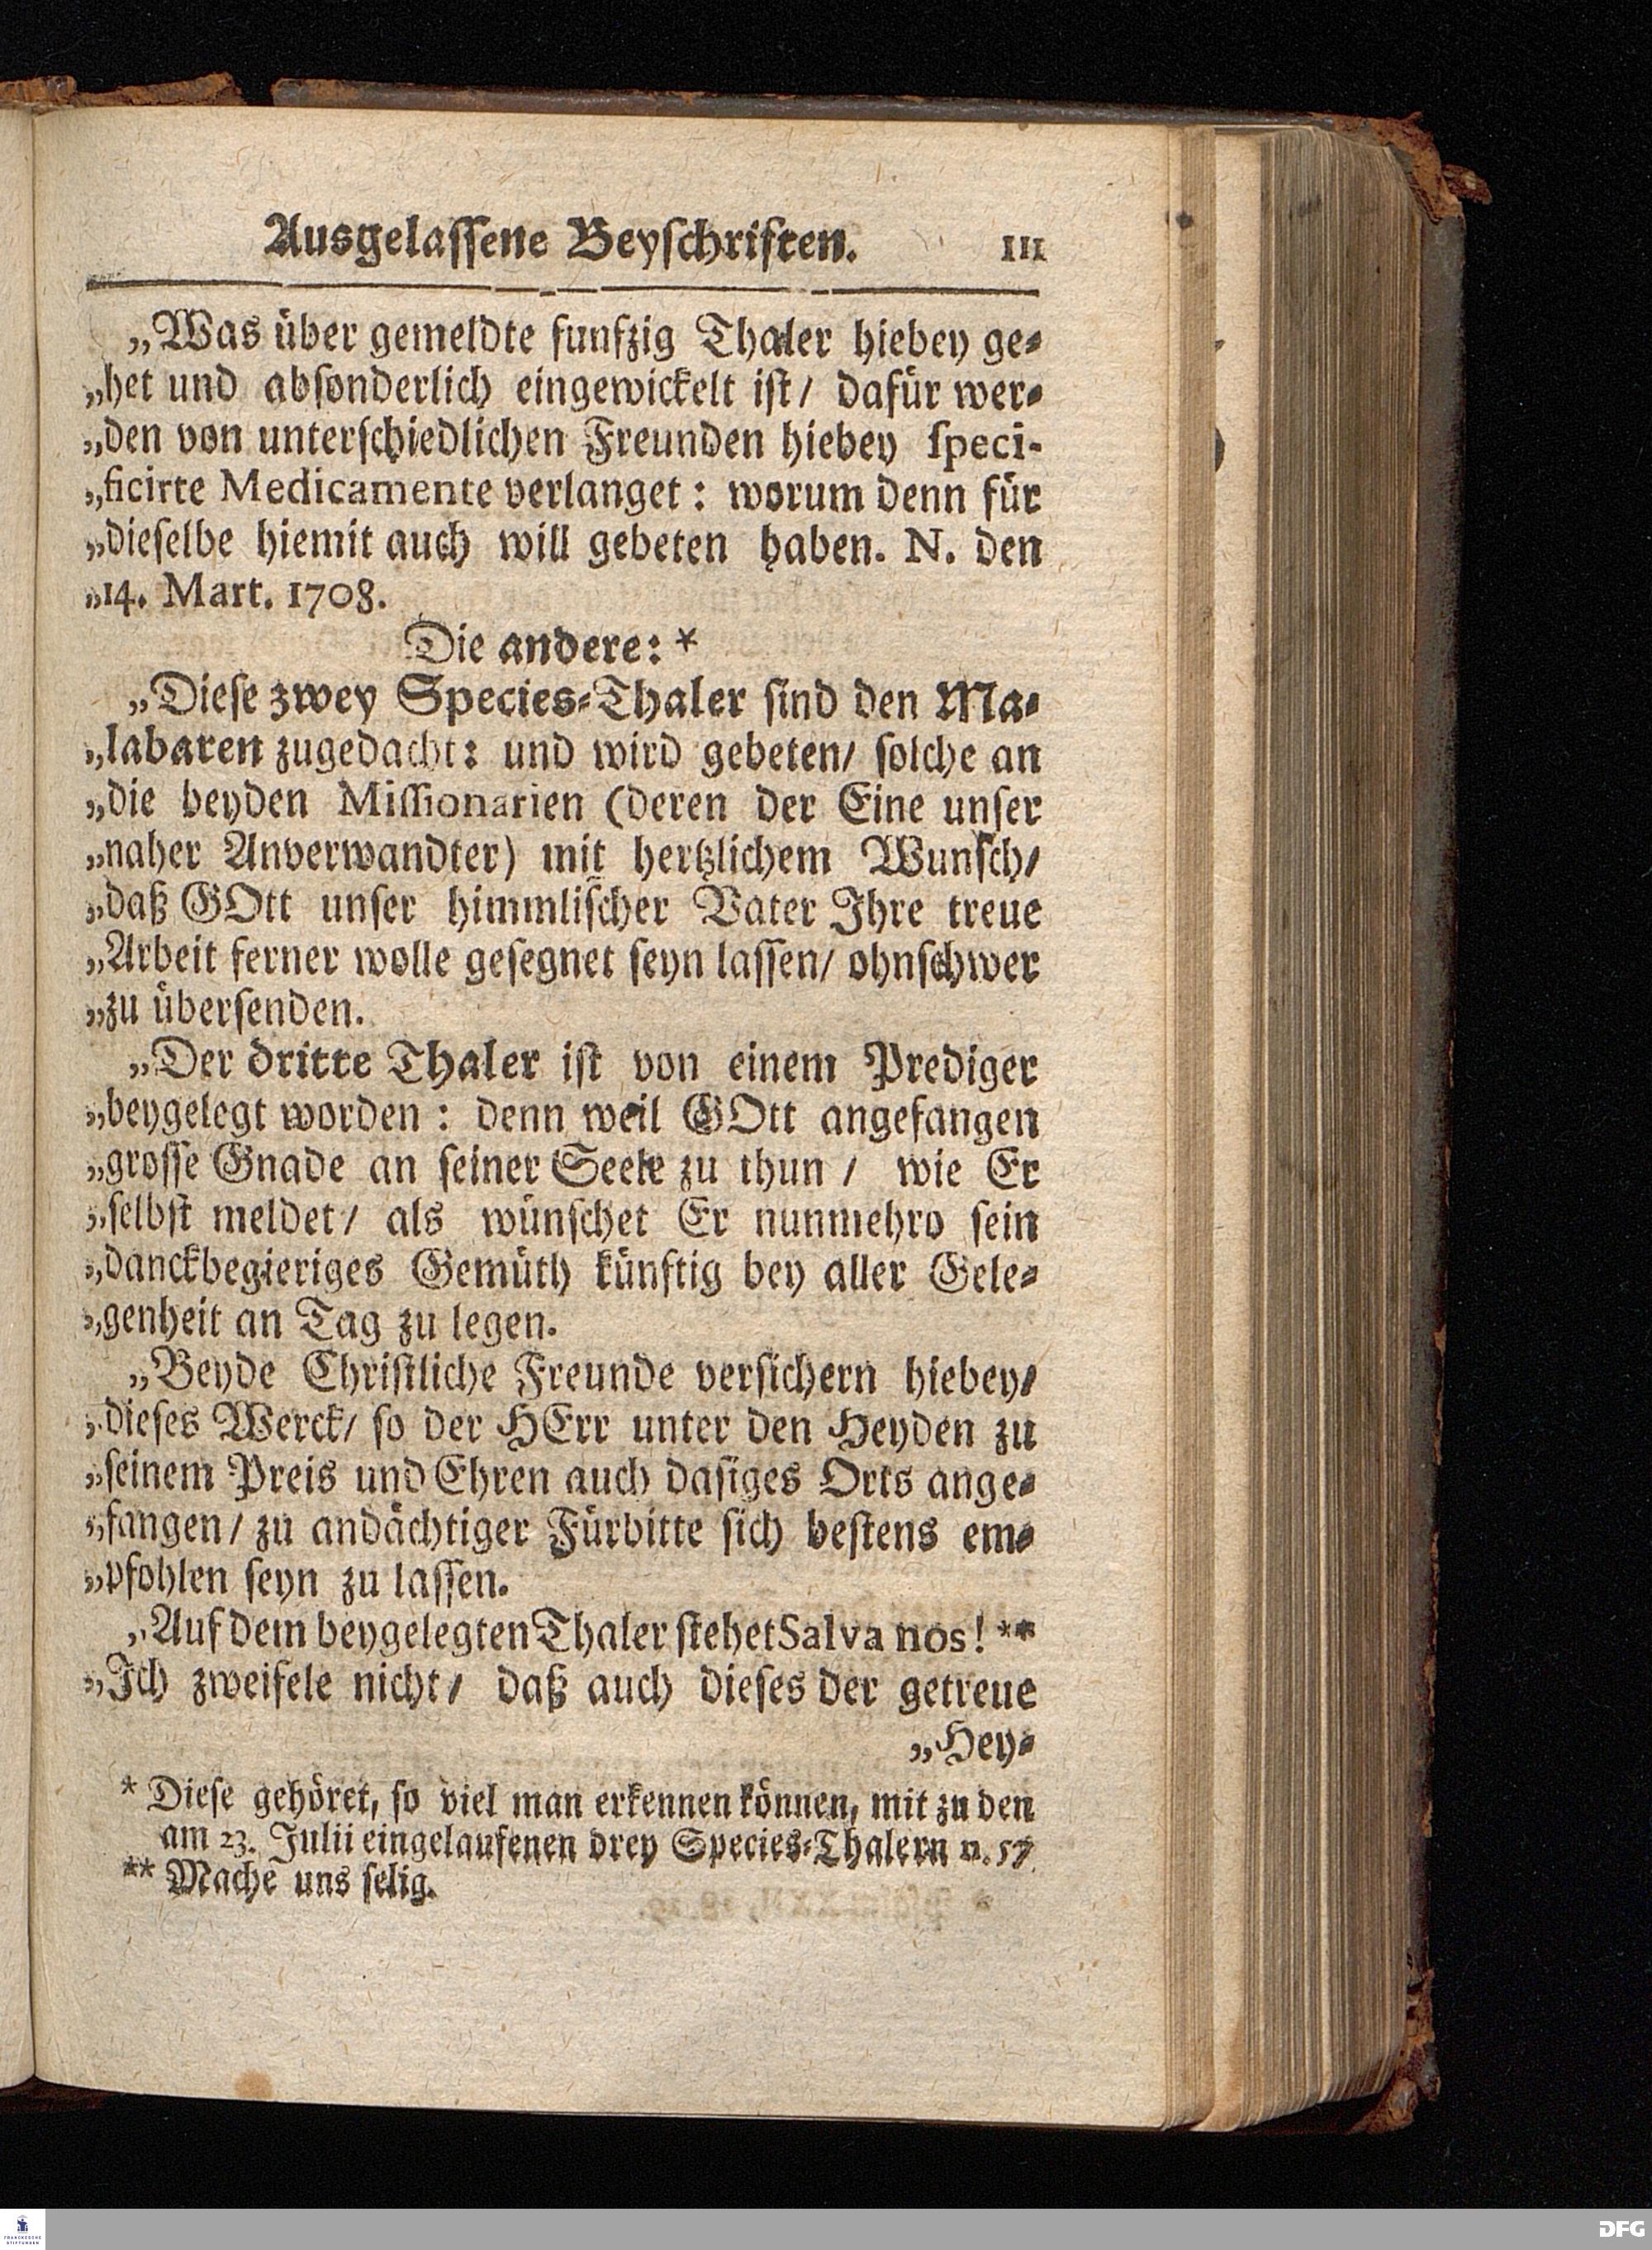 Ausgelassene Beyschriften. 111
„Was über gemeldte funfzig Thaler hiebey ge-
„het und absonderlich eingewickelt ist/ dafür wer-
„den von unterschiedlichen Freunden hiebey speci-
„ficirte Medicamente verlanget: worum denn für
„dieselbe hiemit auch will gebeten haben. N. den
„14. Mart. 1708.
Die andere: *
„Diese zwey Species-Thaler sind den Ma-
„labaren zugedacht: und wird gebeten/ solche an
„die beyden Missionarien (deren der Eine unser
„naher Anverwandter) mit hertzlichem Wunsch/
„daß GOtt unser himmlischer Vater Ihre treue
„Arbeit ferner wolle gesegnet seyn lassen/ ohnschwer
„zu übersenden.
„Der dritte Thaler ist von einem Prediger
„beygelegt worden: denn weil GOtt angefangen
„grosse Gnade an seiner Seele zu thun / wie Er
„selbst meldet/ als wünschet Er nunmehro sein
„danckbegieriges Gemüth künftig bey aller Gele-
„genheit an Tag zu legen.
„Beyde Christliche Freunde versichern hiebey/
„dieses Werck/ so der HErr unter den Heyden zu
„seinem Preis und Ehren auch dasiges Orts ange-
„fangen/ zu andächtiger Fürbitte sich bestens em-
„pfohlen seyn zu lassen.
„Auf dem beygelegten Thaler stehet Salva nos! **
„Ich zweifele nicht/ daß auch dieses der getreue
„Hey-
* Diese gehöret, so viel man erkennen können, mit zu den
am 23. Julii eingelaufenen drey Species-Thalern n. 57.
** Mache uns selig.
FRANCKESCHE
STIFTUNGEN
DFG